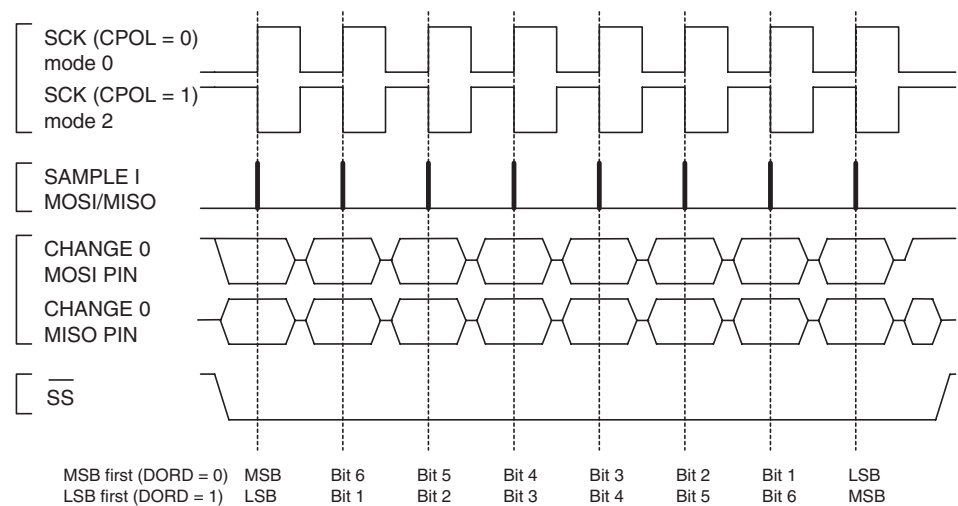 SCK (CPOL = 0)
mode 0
SCK (CPOL = 1)
mode 2
SAMPLE I
MOSI/MISO
CHANGE 0
MOSI PIN
CHANGE 0
MISO PIN
SS
MSB first (DORD = 0) MSB Bit 6 Bit 5 Bit 4 Bit 3 Bit 2 Bit 1 LSB
LSB first (DORD = 1) LSB Bit 1 Bit 2 Bit 3 Bit 4 Bit 5 Bit 6 MSB